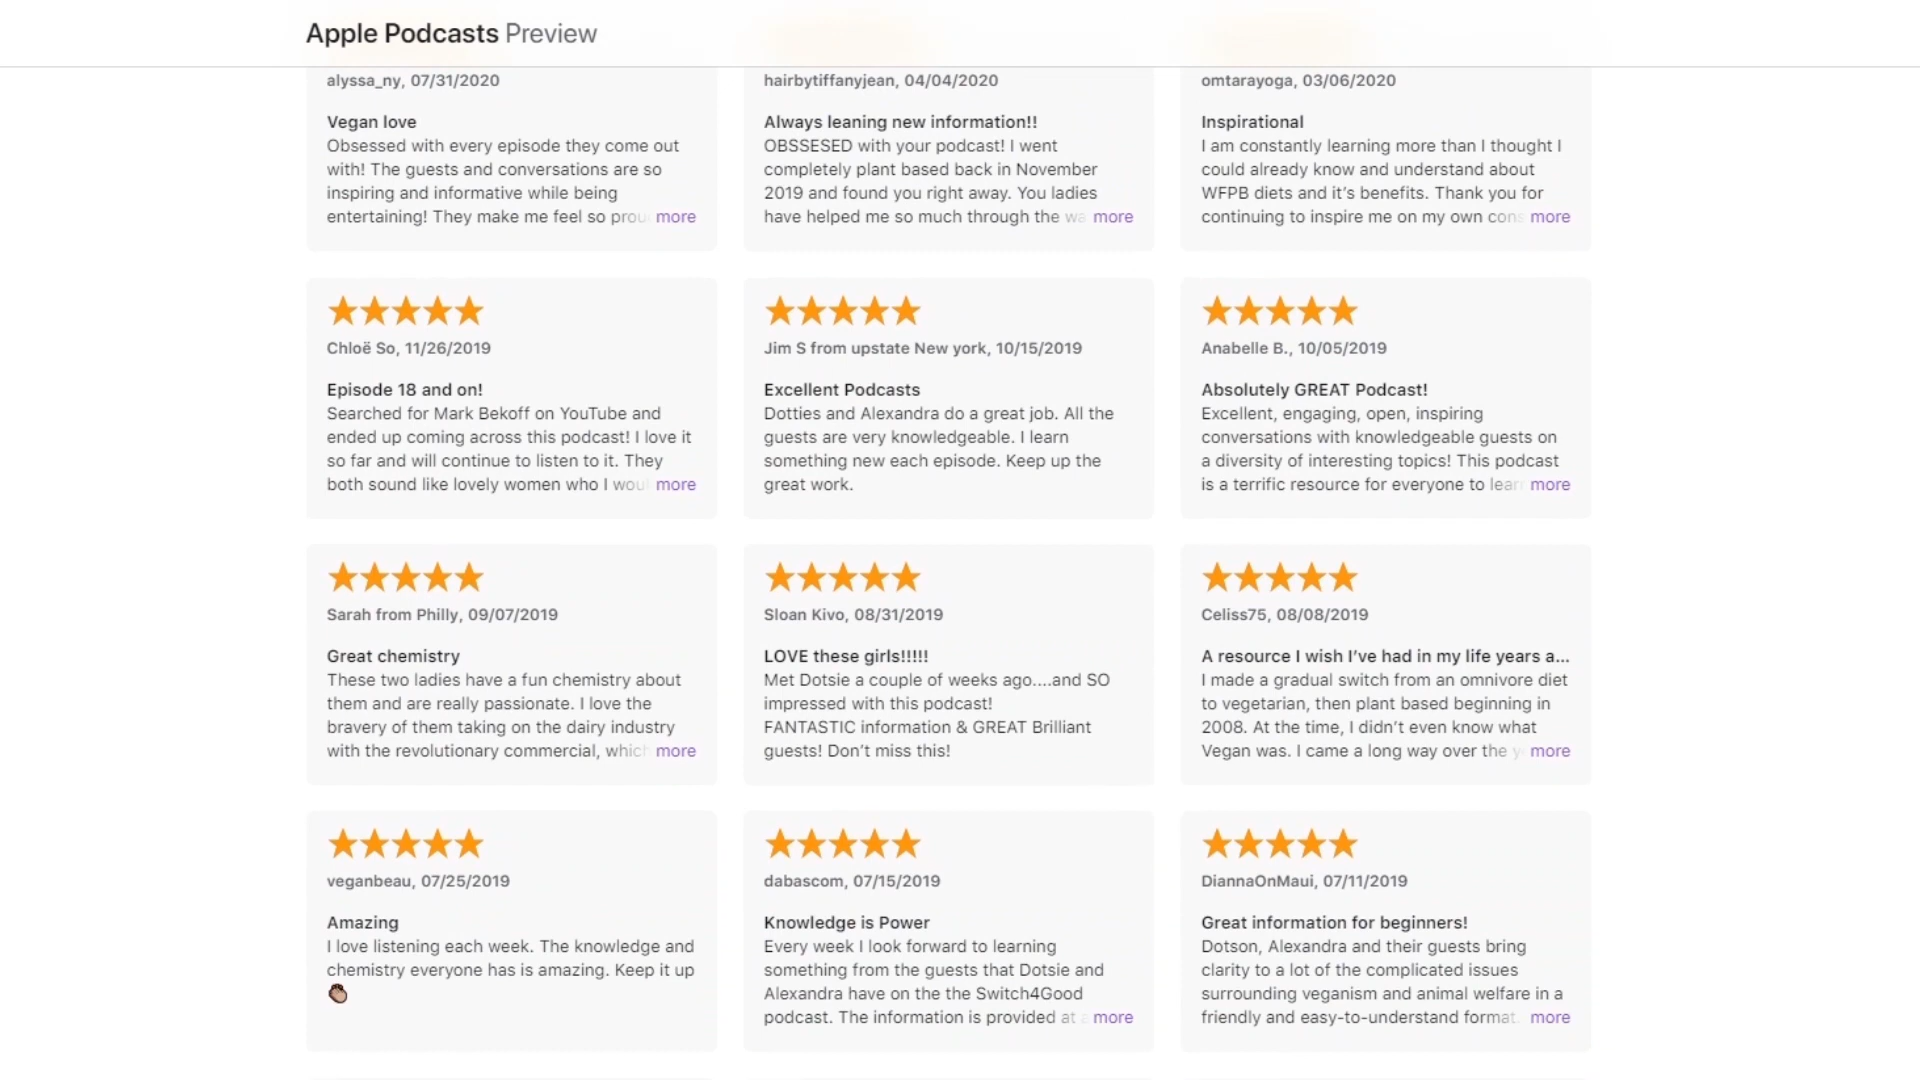 Apple Podcasts Preview
alyssa_ny, 07/31/2020
Vegan love
Obsessed with every episode they come out
with! The guests and conversations are so
inspiring and informative while being
entertaining! They make me feel so more
hairbytiffanyjean, 04/04/2020
Always leaning new information!!
OBSSESED with your podcast! I went
completely plant based back in November
2019 and found you right away. You ladies
have helped me so much through the more
omtarayoga, 03/06/2020
Inspirational
I am constantly learning more than I thought I
could already know and understand about
WFPB diets and it’s benefits. Thank you for
continuing to inspire me on my own more
Chloë So, 11/26/2019
Episode 18 and on!
Searched for Mark Bekoff on YouTube and
ended up coming across this podcast! I love it
so far and will continue to listen to it. They
both sound like lovely women who I more
Jim S from upstate New york, 10/15/2019
Excellent Podcasts
Dotties and Alexandra do a great job. All the
guests are very knowledgeable. I learn
something new each episode. Keep up the
great work.
Anabelle B., 10/05/2019
Absolutely GREAT Podcast!
Excellent, engaging, open, inspiring
conversations with knowledgeable guests on
a diversity of interesting topics! This podcast
is a terrific resource for everyone to more
Sarah from Philly, 09/07/2019
Great chemistry
These two ladies have a fun chemistry about
them and are really passionate. I love the
bravery of them taking on the dairy industry
with the revolutionary commercial, more
Sloan Kivo, 08/31/2019
LOVE these girls!!!!!
Met Dotsie a couple of weeks ago....and SO
impressed with this podcast!
FANTASTIC information & GREAT Brilliant
guests! Don’t miss this!
Celiss75, 08/08/2019
A resource I wish I’ve had in my life years a...
I made a gradual switch from an omnivore diet
to vegetarian, then plant based beginning in
2008. At the time, I didn’t even know what
Vegan was. I came a long way over the more
veganbeau, 07/25/2019
Amazing
I love listening each week. The knowledge and
chemistry everyone has is amazing. Keep it up
dabascom, 07/15/2019
Knowledge is Power
Every week I look forward to learning
something from the guests that Dotsie and
Alexandra have on the the Switch4Good
podcast. The information is provided at more
DiannaOnMaui, 07/11/2019
Great information for beginners!
Dotson, Alexandra and their guests bring
clarity to a lot of the complicated issues
surrounding veganism and animal welfare in a
friendly and easy-to-understand format. more